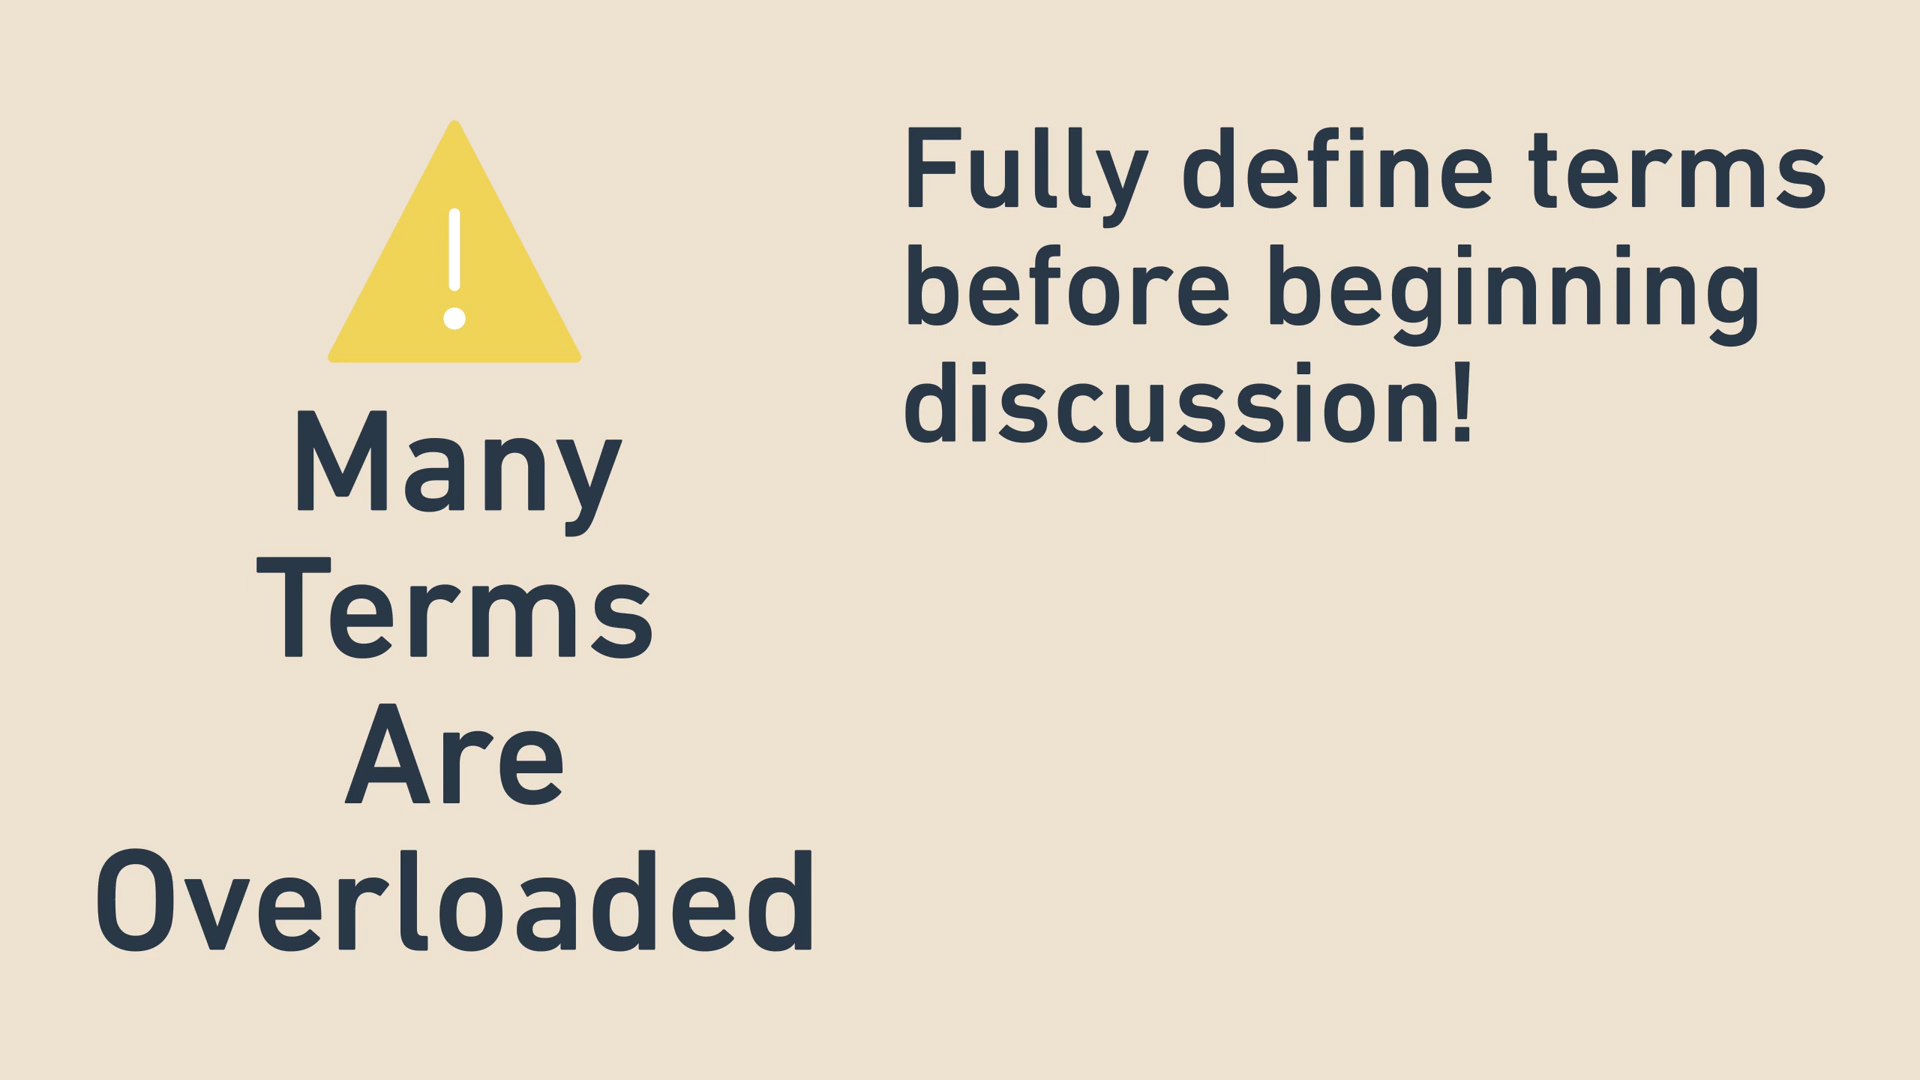 Many
Terms
Are
Overloaded
Fully define terms
before beginning
discussion!